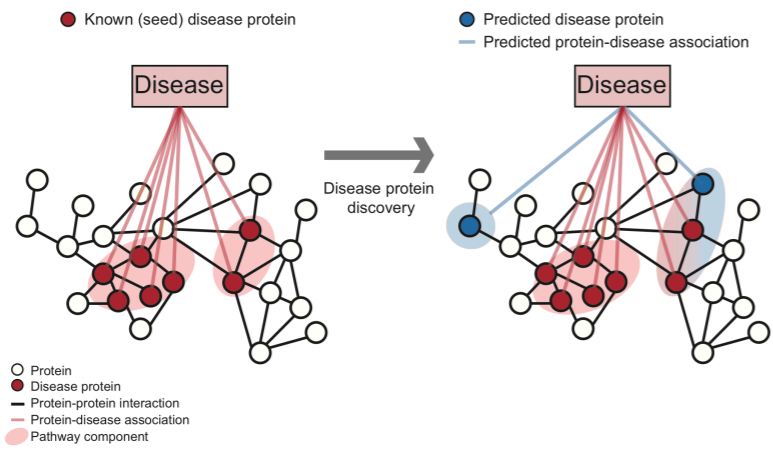 Known (seed) disease protein
Predicted disease protein
Predicted protein-disease association
Disease
Disease
Disease protein
discovery
Protein
Disease protein
Protein-protein interaction
Protein-disease association
Pathway component